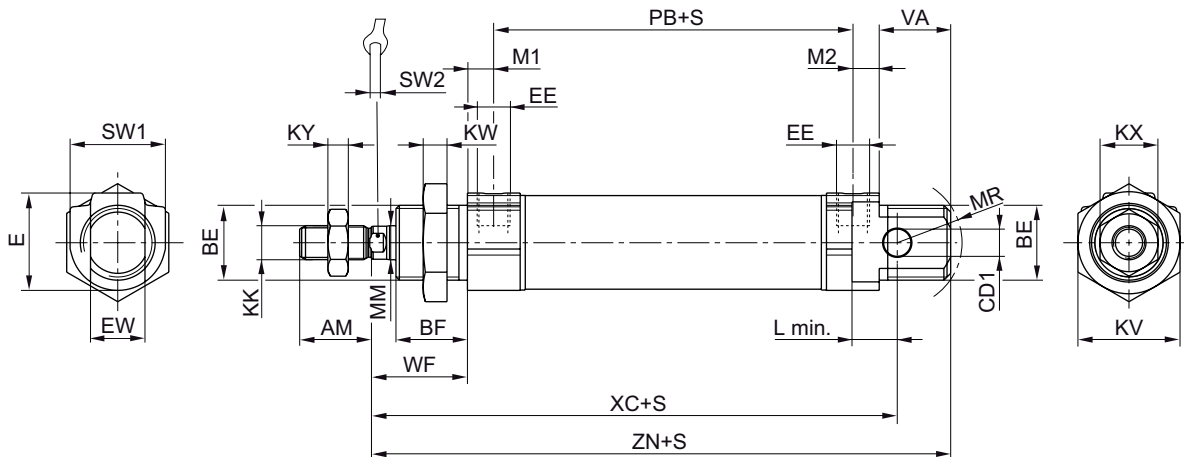 PB+S
VA
M1
M2
SW2
EE
SW1
KY
KW
EE
KX
MR
E
BE
BE
KK
MM
CD1
EW
AM
BF
L min.
KV
WF
XC+S
ZN+S